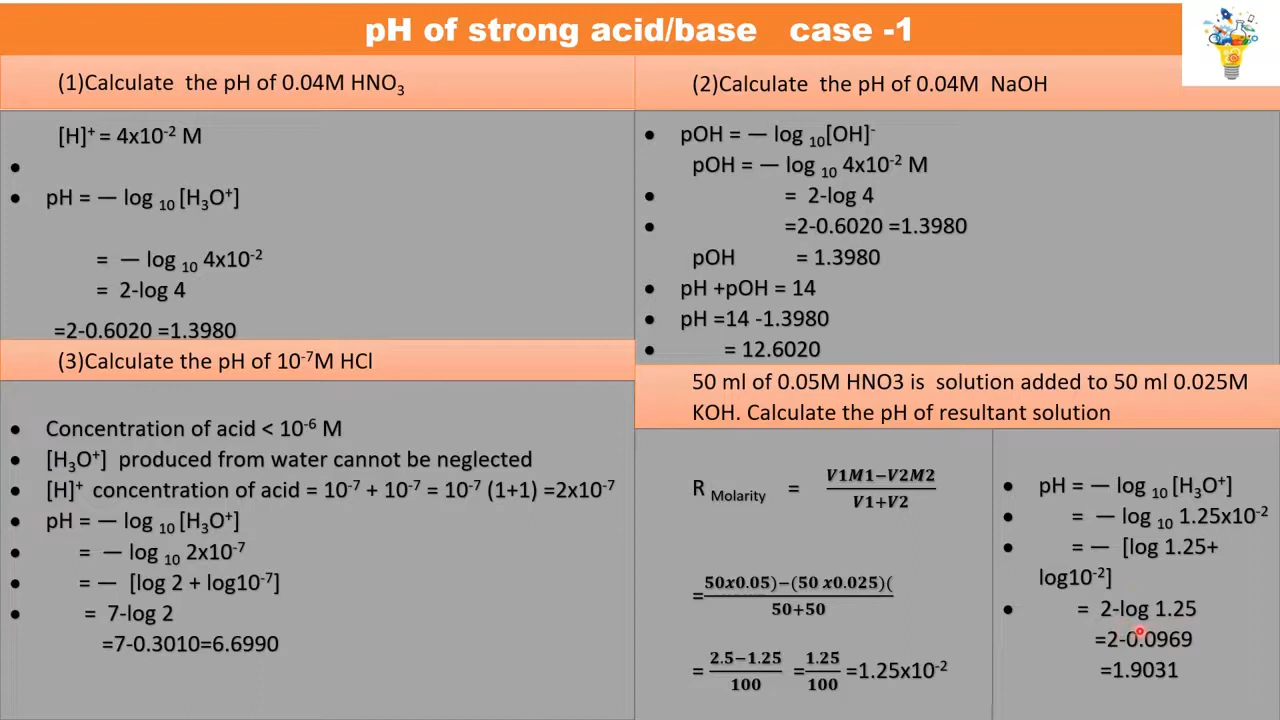 pH of strong acid/base case -1
(1)Calculate the pH of 0.04M HNO₃
[H]⁺ = 4x10⁻² M
pH = — log ₁₀ [H₃O⁺]
= — log ₁₀ 4x10⁻²
= 2-log 4
=2-0.6020 =1.3980
(2)Calculate the pH of 0.04M NaOH
pOH = — log ₁₀[OH]⁻
pOH = — log ₁₀ 4x10⁻² M
= 2-log 4
=2-0.6020 =1.3980
pOH = 1.3980
pH +pOH = 14
pH =14 -1.3980
= 12.6020
(3)Calculate the pH of 10⁻⁷M HCl
Concentration of acid < 10⁻⁶ M
[H₃O⁺] produced from water cannot be neglected
[H]⁺ concentration of acid = 10⁻⁷ + 10⁻⁷ = 10⁻⁷ (1+1) =2x10⁻⁷
pH = — log ₁₀ [H₃O⁺]
= — log ₁₀ 2x10⁻⁷
= — [log 2 + log10⁻⁷]
= 7-log 2
=7-0.3010=6.6990
50 ml of 0.05M HNO3 is solution added to 50 ml 0.025M
KOH. Calculate the pH of resultant solution
R Molarity = V1M1−V2M2
V1+V2
=50x0.05)−(50 x0.025)(
50+50
= 2.5−1.25 =1.25 =1.25x10⁻²
100 100
pH = — log ₁₀ [H₃O⁺]
= — log ₁₀ 1.25x10⁻²
= — [log 1.25+
log10⁻²]
= 2-log 1.25
=2-0.0969
=1.9031